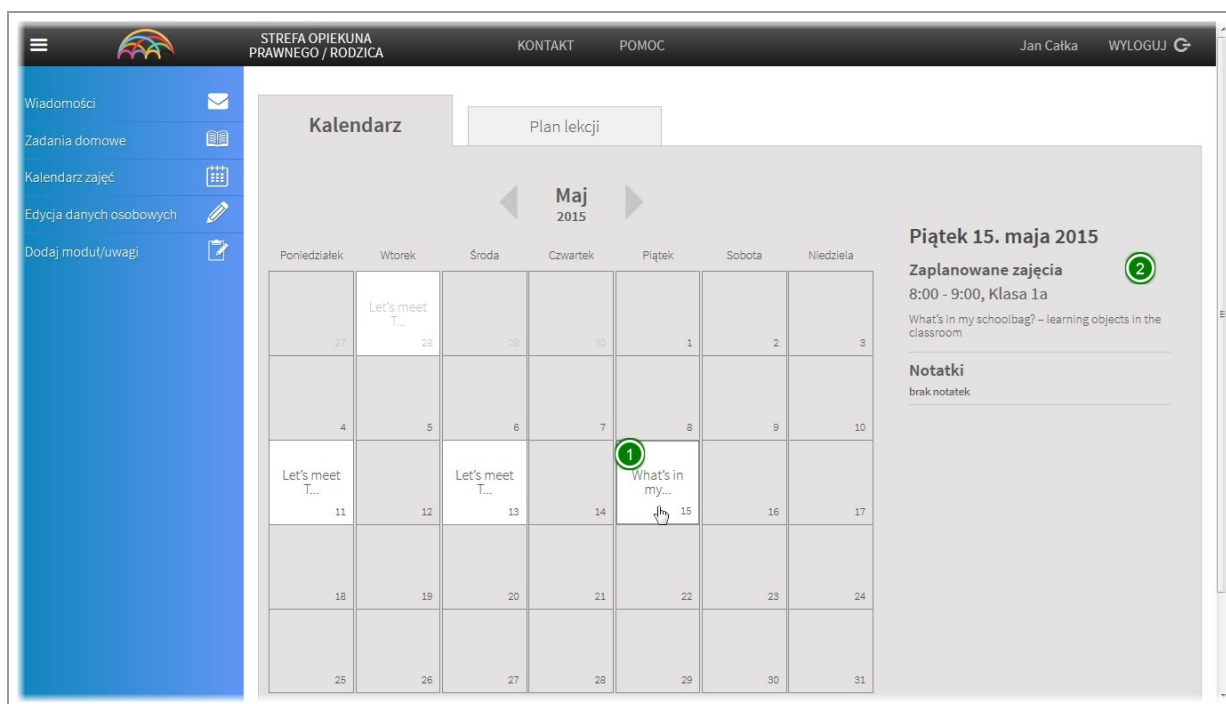 STREFA OPIEKUNA
PRAWNEGO / RODZICA
KONTAKT
POMOC
Jan Całka
WYLOGUJ
Wiadomości
Zadania domowe
Kalendarz zajęć
Edycja danych osobowych
Dodaj moduł/uwagi
Kalendarz
Plan lekcji
Maj
2015
Poniedziałek Wtorek Środa Czwartek Piątek Sobota Niedziela
Let's meet
T...
27 28 29 30 1 2 3
4 5 6 7 8 9 10
Let's meet
T...
11
12
Let's meet
T...
13
14
1
What's in
my...
15
16 17
18 19 20 21 22 23 24
25 26 27 28 29 30 31
Piątek 15. maja 2015
Zaplanowane zajęcia
2
8:00 - 9:00, Klasa 1a
What's in my schoolbag? – learning objects in the
classroom
Notatki
brak notatek